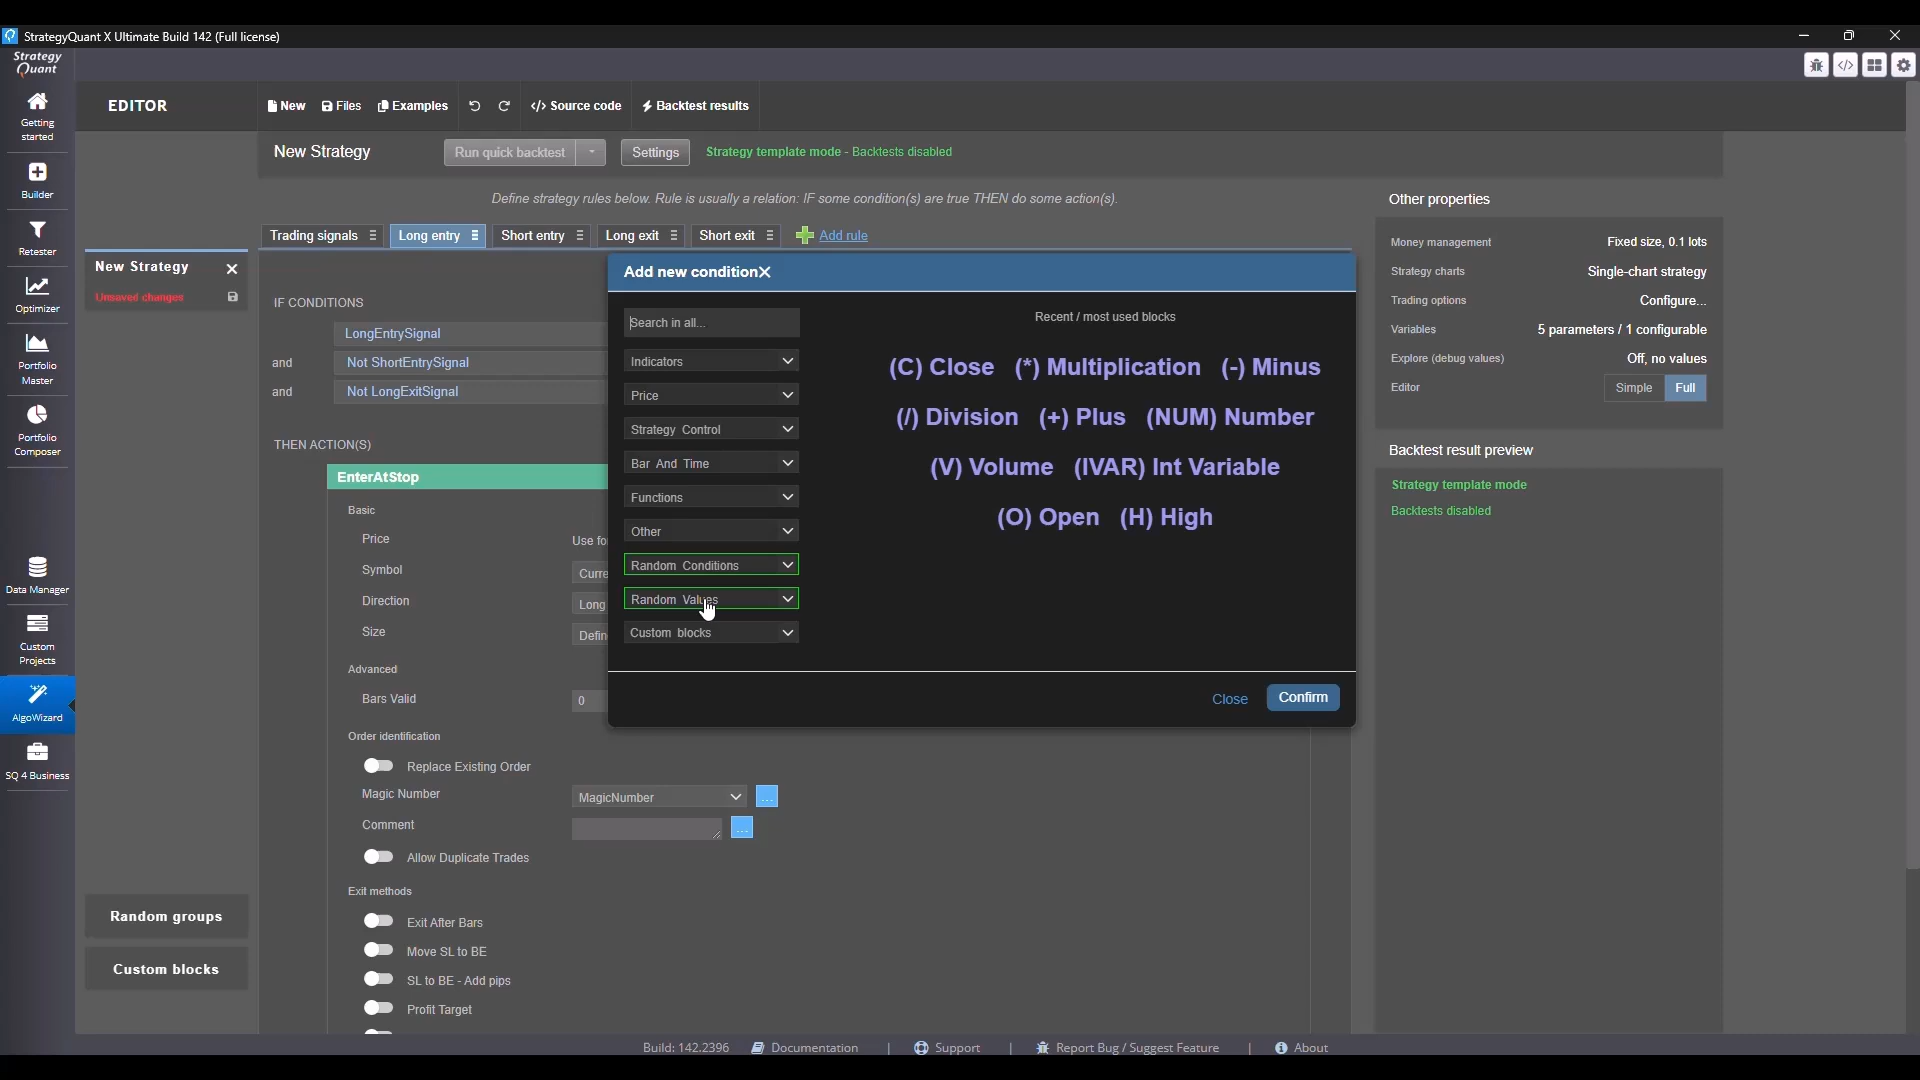 StrategyQuant X Ultimate Build 142 (Full license)
Strategy
Quant
Getting
started
Builder
Retester
Optimizer
Portfolio
Master
Portfolio
Composer
Data Manager
Custom
Projects
AlgoWizard
SQ 4 Business
EDITOR
New Files Examples </> Source code Backtest results
New Strategy
Unsaved changes
Random groups
Custom blocks
New Strategy Run quick backtest Settings Strategy template mode - Backtests disabled
Define strategy rules below. Rule is usually a relation: IF some condition(s) are true THEN do some action(s).
Trading signals Long entry Short entry Long exit Short exit Add rule
IF CONDITIONS
LongEntrySignal
and Not ShortEntrySignal
and Not LongExitSignal
THEN ACTION(S)
EnterAtStop
Basic
Price Use fo
Symbol Curre
Direction Long
Size Defin
Advanced
Bars Valid 0
Order identification
Replace Existing Order
Magic Number MagicNumber ...
Comment ...
Allow Duplicate Trades
Exit methods
Exit After Bars
Move SL to BE
SL to BE - Add pips
Profit Target
Add new condition
Search in all...
Indicators
Price
Strategy Control
Bar And Time
Functions
Other
Random Conditions
Random Values
Custom blocks
Recent / most used blocks
(C) Close (*) Multiplication (-) Minus
(/) Division (+) Plus (NUM) Number
(V) Volume (IVAR) Int Variable
(O) Open (H) High
Close Confirm
Other properties
Money management Fixed size, 0.1 lots
Strategy charts Single-chart strategy
Trading options Configure...
Variables 5 parameters / 1 configurable
Explore (debug values) Off, no values
Editor Simple Full
Backtest result preview
Strategy template mode
Backtests disabled
Build: 142.2396 Documentation | Support | Report Bug / Suggest Feature | About